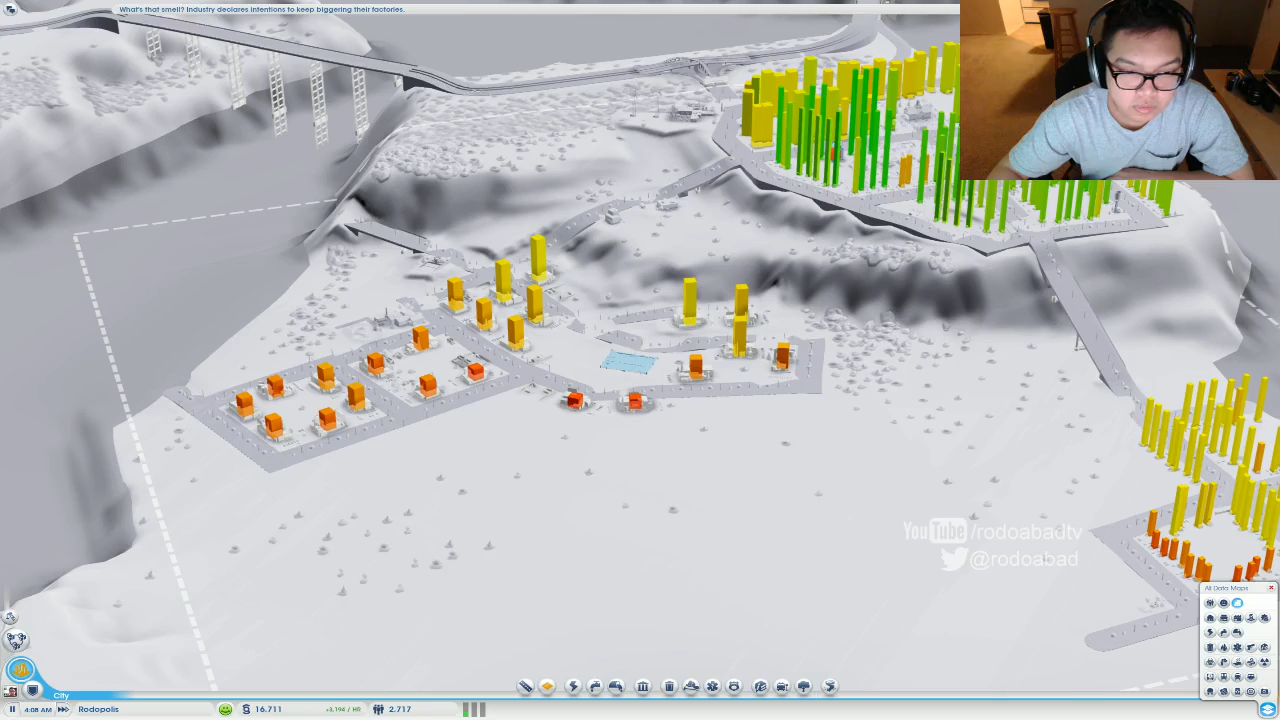 What's that smell? Industry declares intentions to keep biggering their factories.
YouTube /rodoabadtv
@rodoabad
All Data Maps
City
4:08 AM
Rodopolis
16,711
+3,194 / HR
2,717